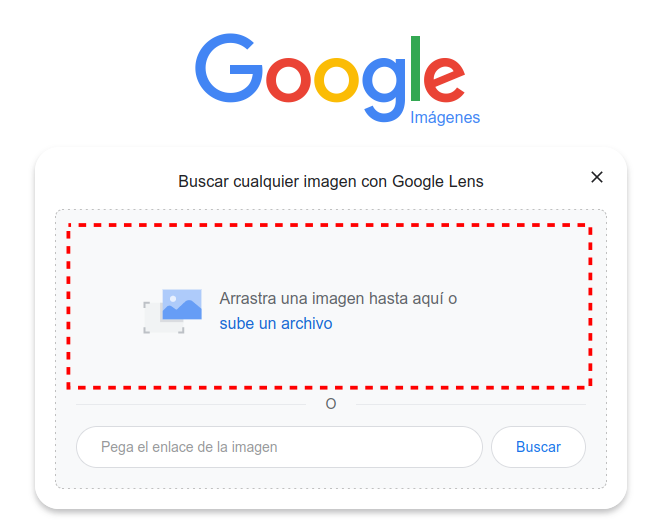 Google
Imágenes
Buscar cualquier imagen con Google Lens
Arrastra una imagen hasta aquí o
sube un archivo
O
Pega el enlace de la imagen
Buscar